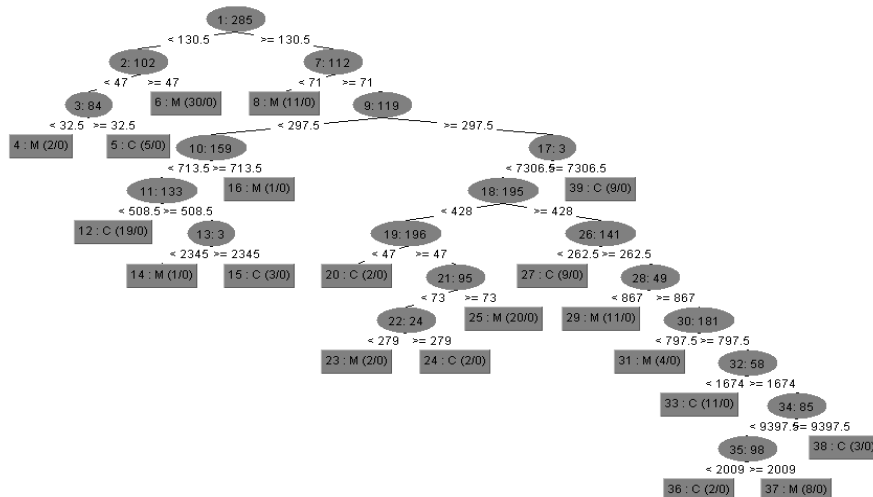 1: 285
< 130.5 >= 130.5
2: 102 7: 112
< 47 >= 47 < 71 >= 71
3: 84 6 : M (30/0) 8 : M (11/0) 9: 119
< 32.5 >= 32.5 < 297.5 >= 297.5
4 : M (2/0) 5 : C (5/0) 10: 159 17: 3
< 713.5 >= 713.5 < 7306.5 >= 7306.5
11: 133 16 : M (1/0) 18: 195 39 : C (9/0)
< 508.5 >= 508.5 < 428 >= 428
12 : C (19/0) 13: 3 19: 196 26: 141
< 2345 >= 2345 < 47 >= 47 < 262.5 >= 262.5
14 : M (1/0) 15 : C (3/0) 20 : C (2/0) 21: 95 27 : C (9/0) 28: 49
< 73 >= 73 < 867 >= 867
22: 24 25 : M (20/0) 29 : M (11/0) 30: 181
< 279 >= 279 < 797.5 >= 797.5
23 : M (2/0) 24 : C (2/0) 31 : M (4/0) 32: 58
< 1674 >= 1674
33 : C (11/0) 34: 85
< 9397.5 >= 9397.5
35: 98 38 : C (3/0)
< 2009 >= 2009
36 : C (2/0) 37 : M (8/0)